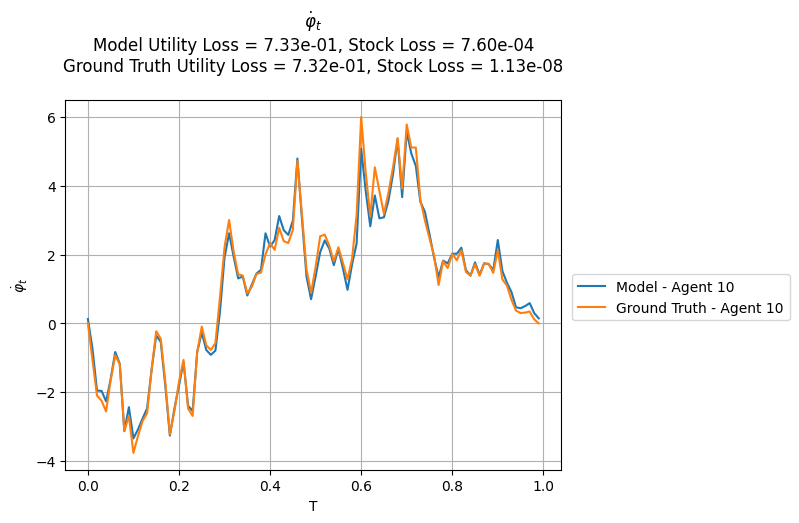 φ̇ₜ
Model Utility Loss = 7.33e-01, Stock Loss = 7.60e-04
Ground Truth Utility Loss = 7.32e-01, Stock Loss = 1.13e-08
6
4
2
0
−2
−4
φ̇ₜ
0.0 0.2 0.4 0.6 0.8 1.0
T
Model - Agent 10
Ground Truth - Agent 10